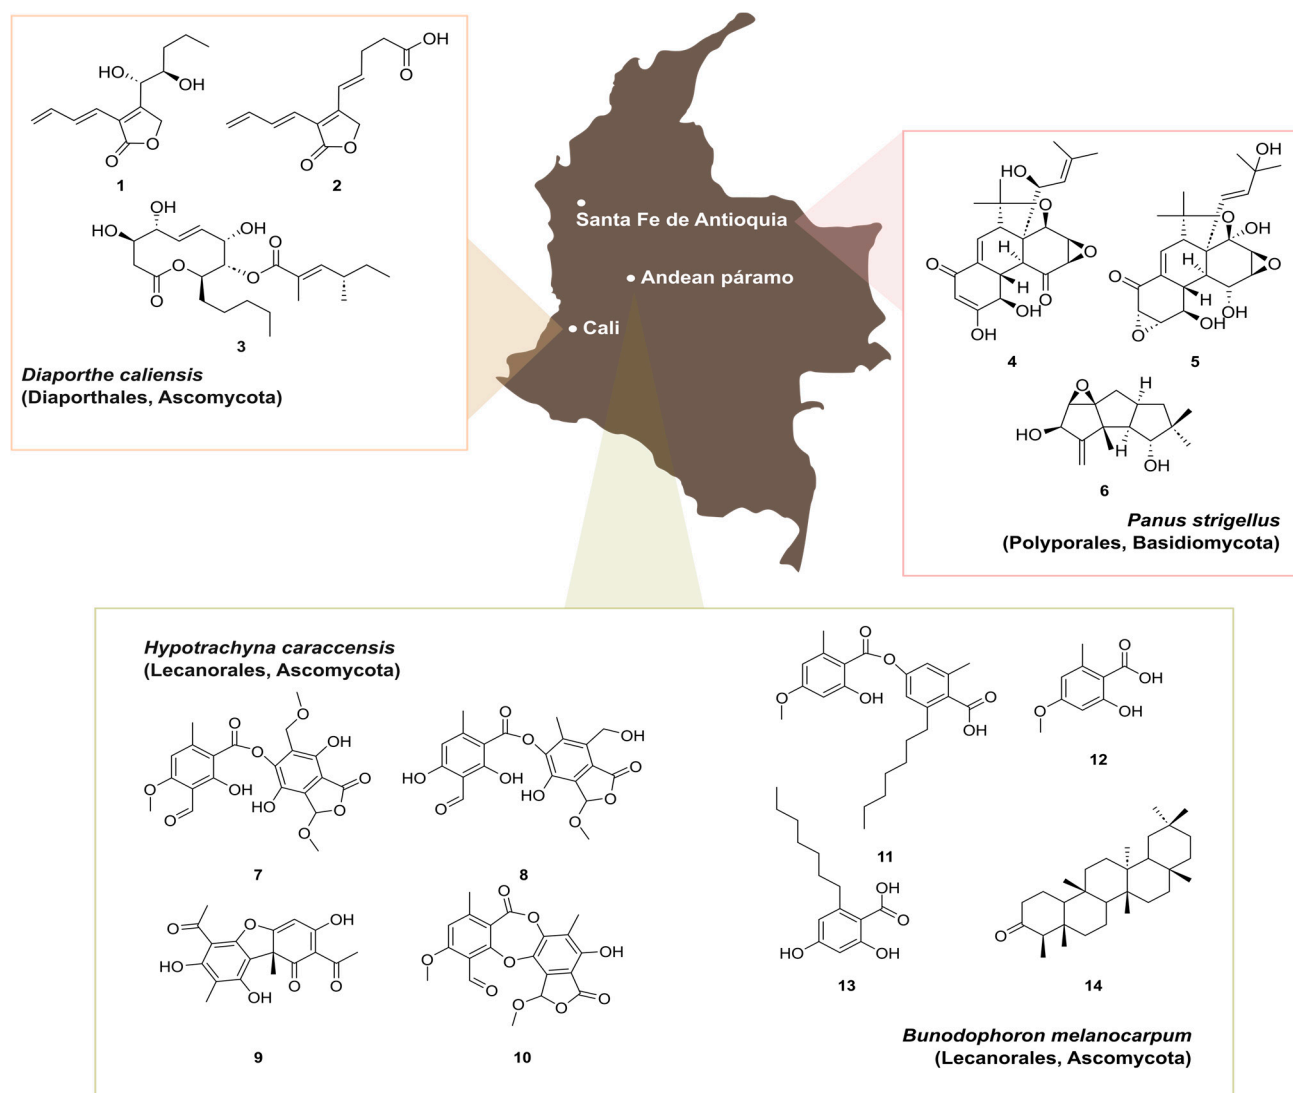 HO
OH
O
O
1
OH
O
O
O
2
OH
HO
OH
O
O
O
O
3
Diaporthe caliensis
(Diaporthales, Ascomycota)
Santa Fe de Antioquia
Andean páramo
Cali
HO
O
O
H
O
H
O
OH
OH
4
OH
O
OH
H
O
O
H
OH
OH
O
5
O
H
HO
H
OH
6
Panus strigellus
(Polyporales, Basidiomycota)
Hypotrachyna caraccensis
(Lecanorales, Ascomycota)
O
O
O
OH
O
O
OH
HO
O
O
O
7
O
O
OH
HO
OH
O
HO
O
O
O
8
O
O
OH
HO
O
O
OH
9
O
O
OH
O
O
O
O
O
O
10
O
O
O
OH
O
OH
11
O
OH
O
OH
12
OH
O
HO
OH
13
O
14
Bunodophoron melanocarpum
(Lecanorales, Ascomycota)